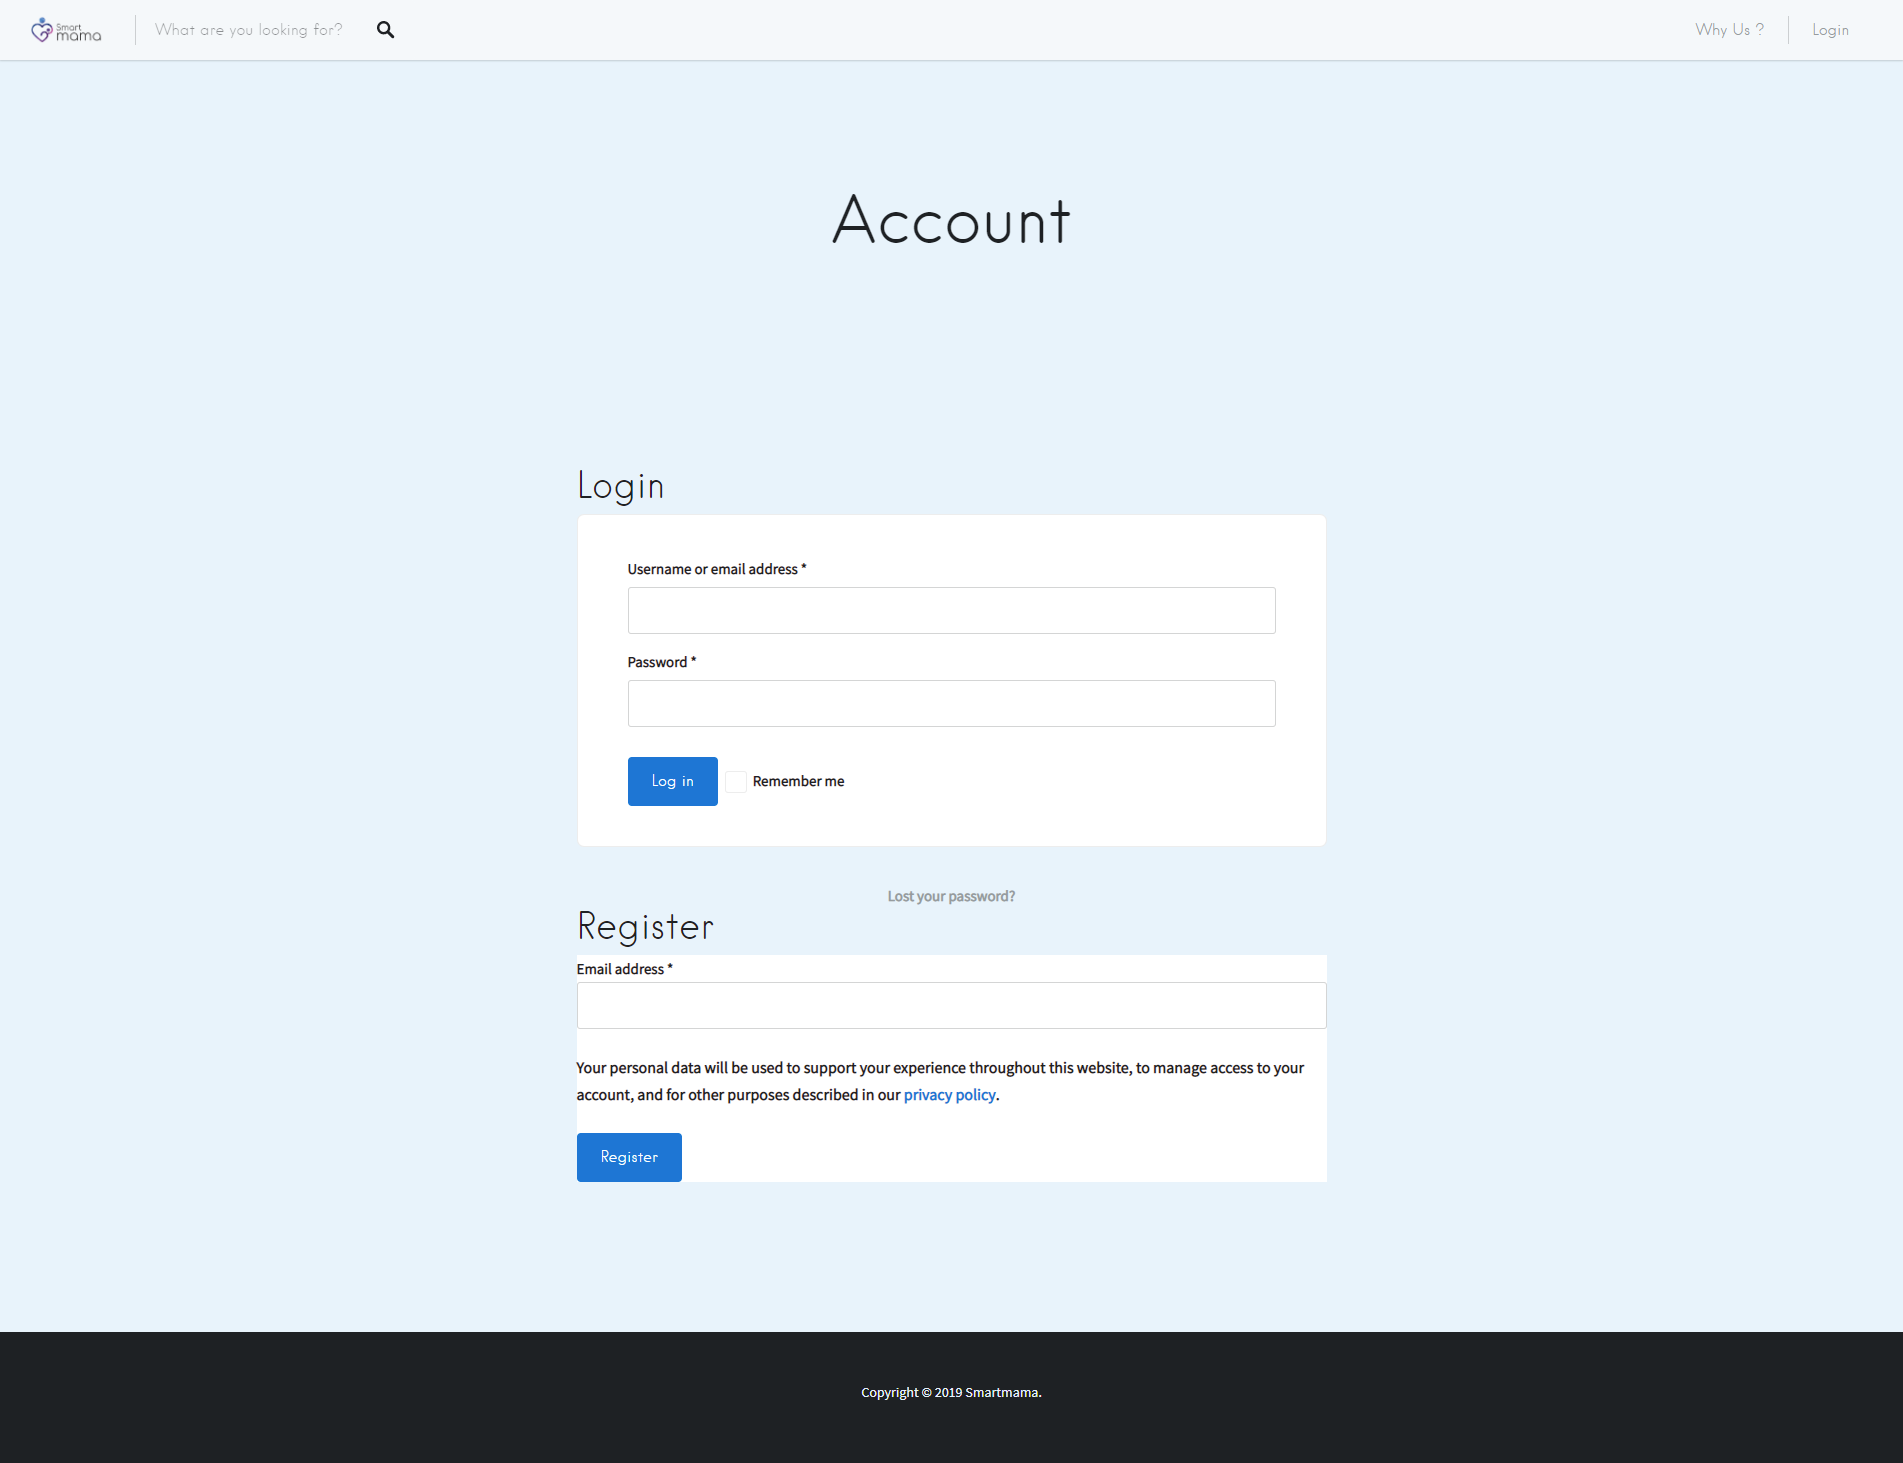 Smart
mama
What are you looking for?
Why Us ?
Login
Account
Login
Username or email address *
Password *
Log in
Remember me
Lost your password?
Register
Email address *
Your personal data will be used to support your experience throughout this website, to manage access to your
account, and for other purposes described in our privacy policy.
Register
Copyright © 2019 Smartmama.